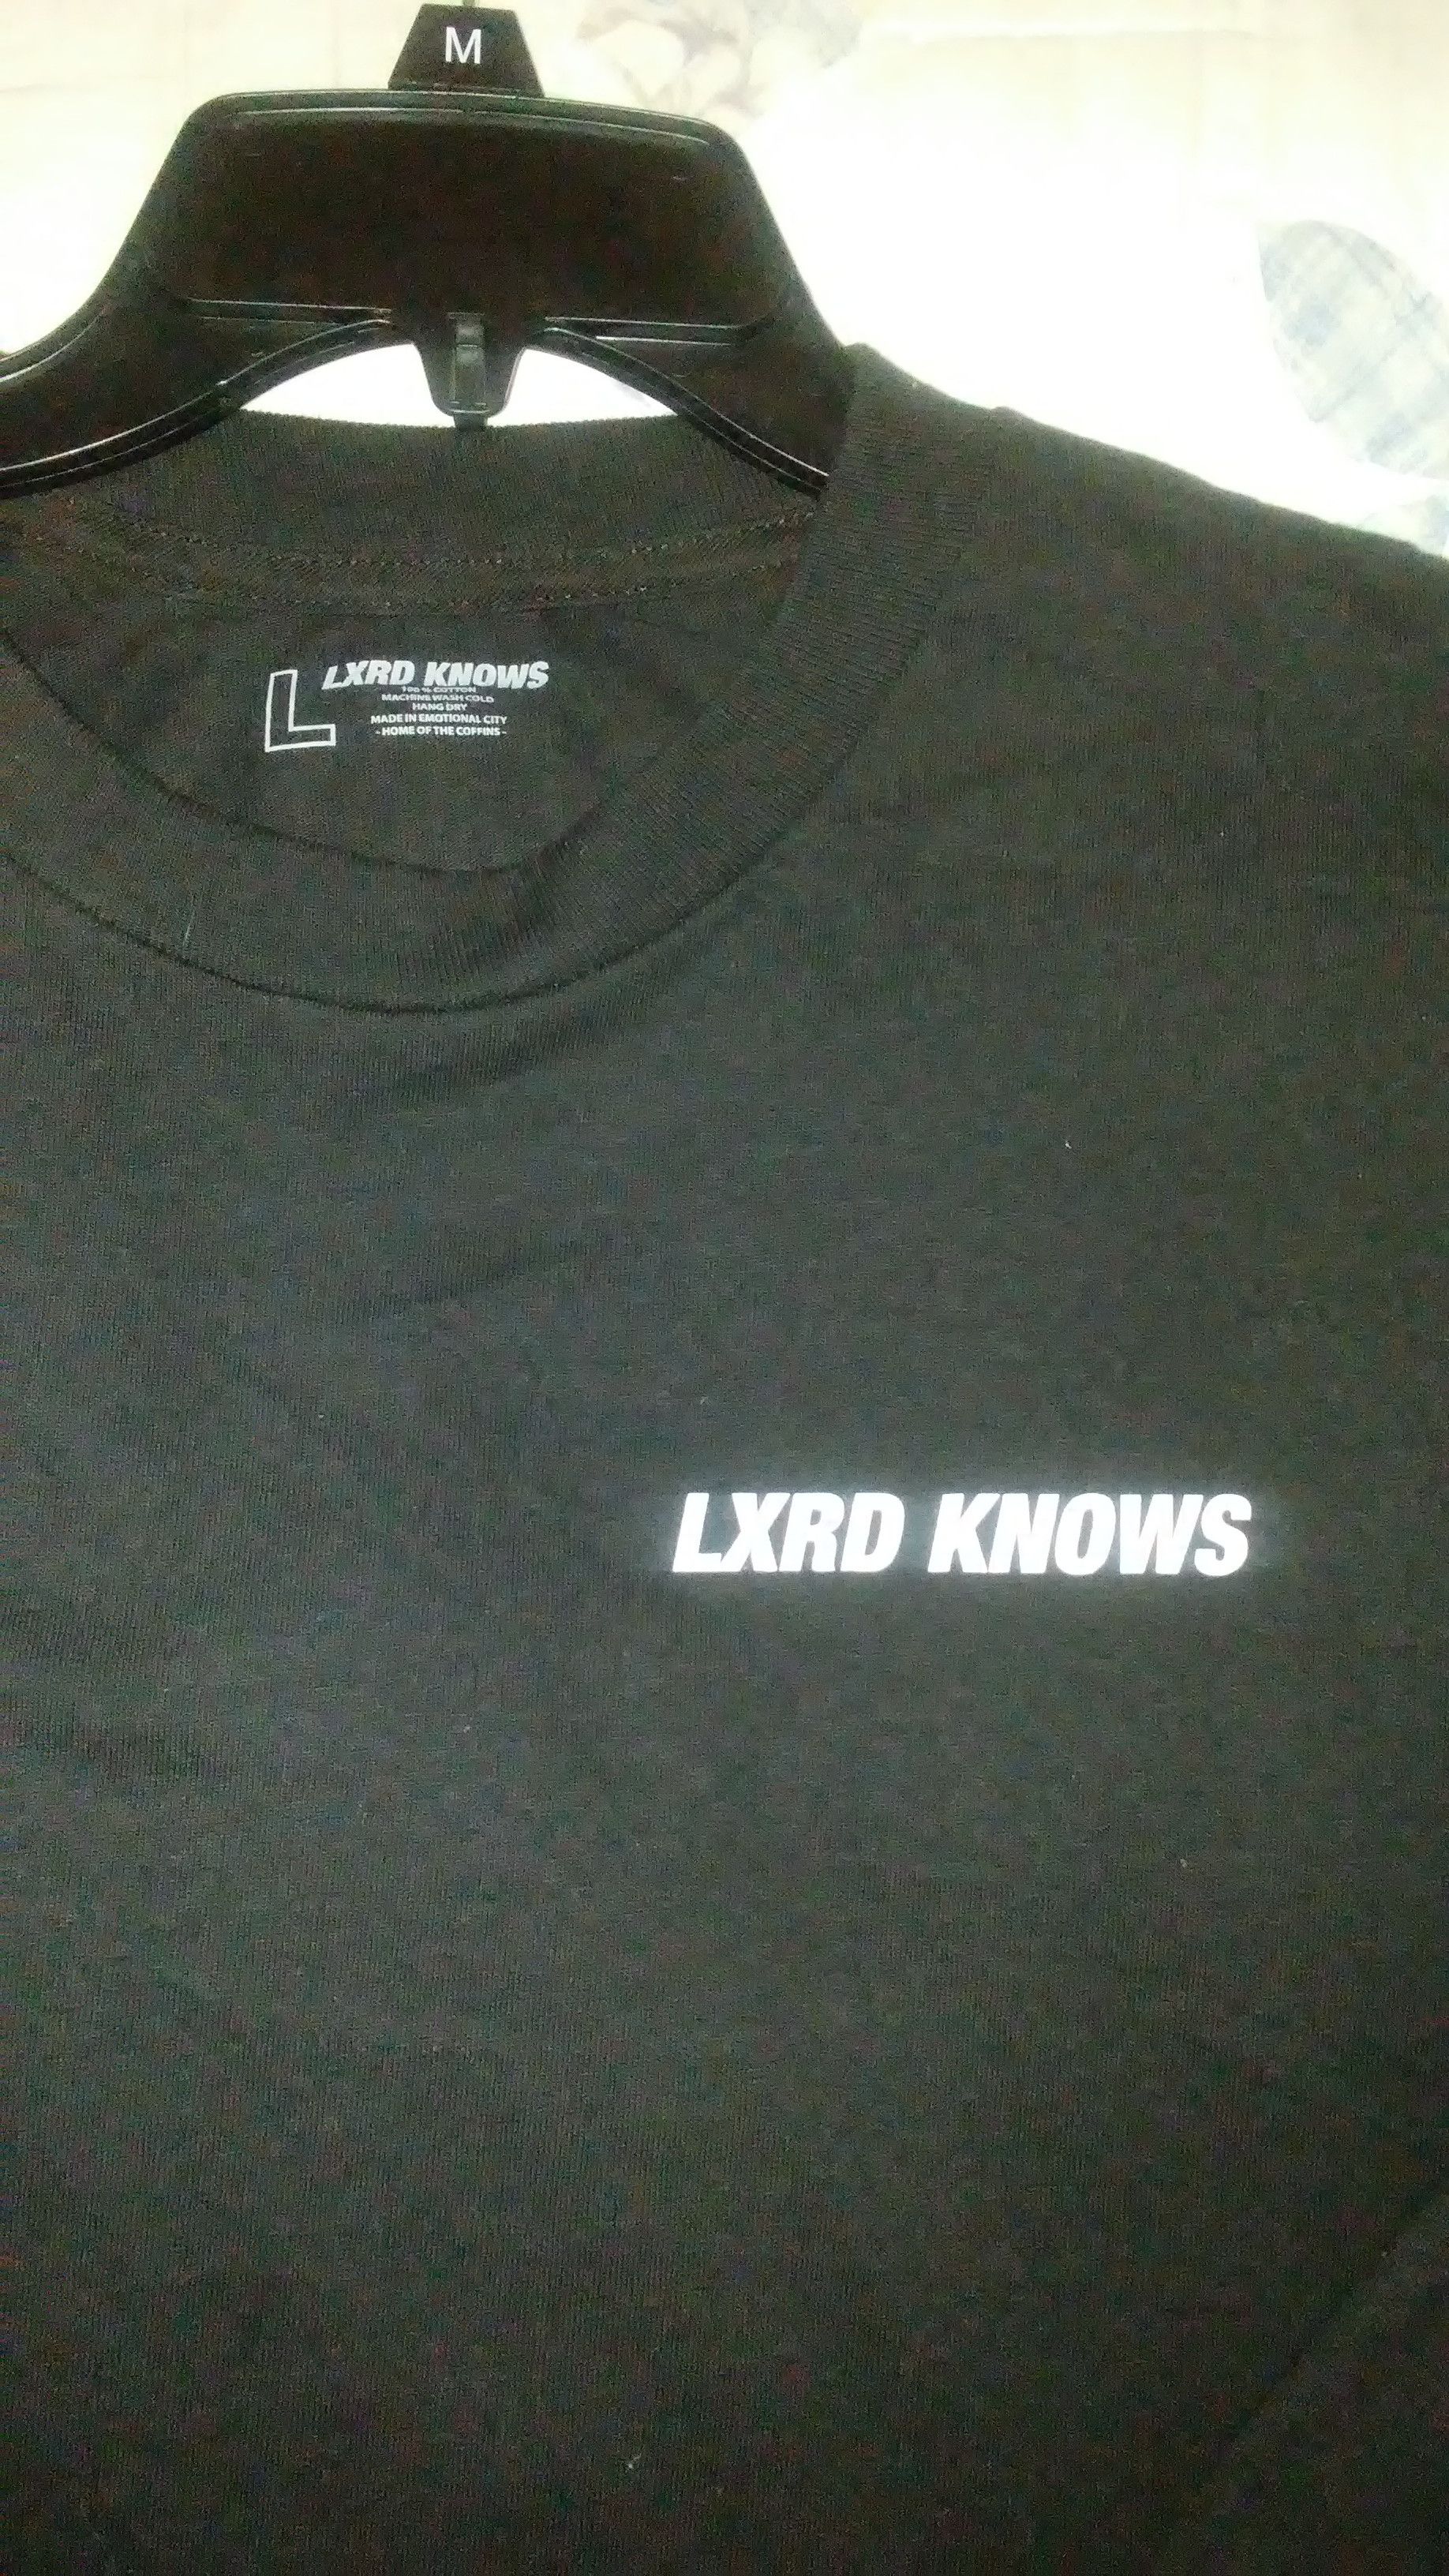 M
L
LXRD KNOWS
100% COTTON
MACHINE WASH COLD
HANG DRY
MADE IN EMOTIONAL CITY
- HOME OF THE COFFINS -
LXRD KNOWS